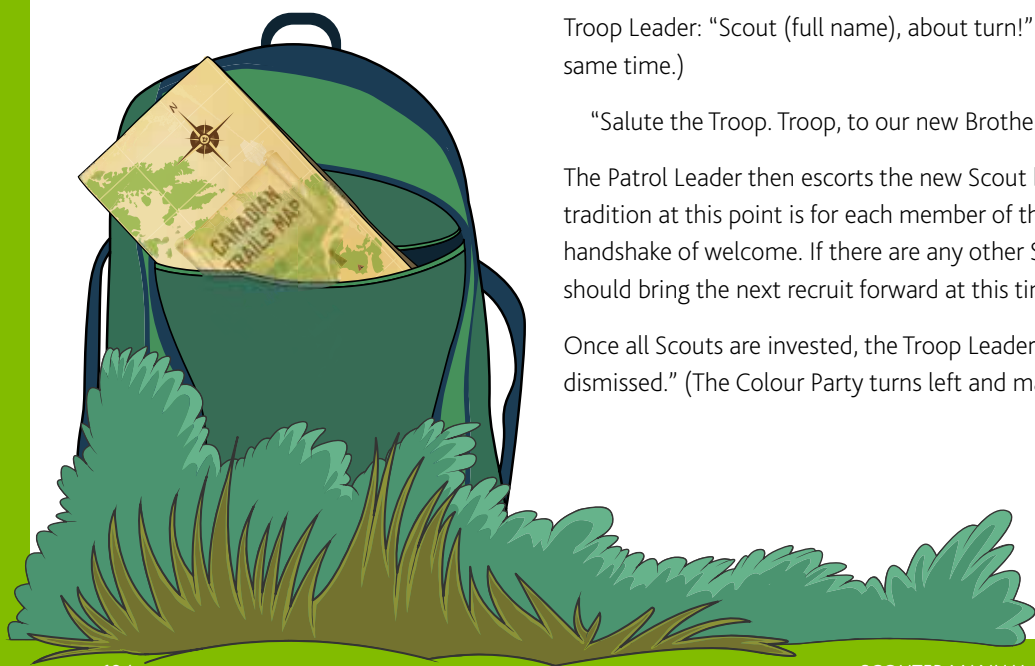 N
CANADIAN
TRAILS MAP
Troop Leader: “Scout (full name), about turn!”
same time.)
“Salute the Troop. Troop, to our new Brothe
The Patrol Leader then escorts the new Scout
tradition at this point is for each member of th
handshake of welcome. If there are any other S
should bring the next recruit forward at this ti
Once all Scouts are invested, the Troop Leader
dismissed.” (The Colour Party turns left and ma